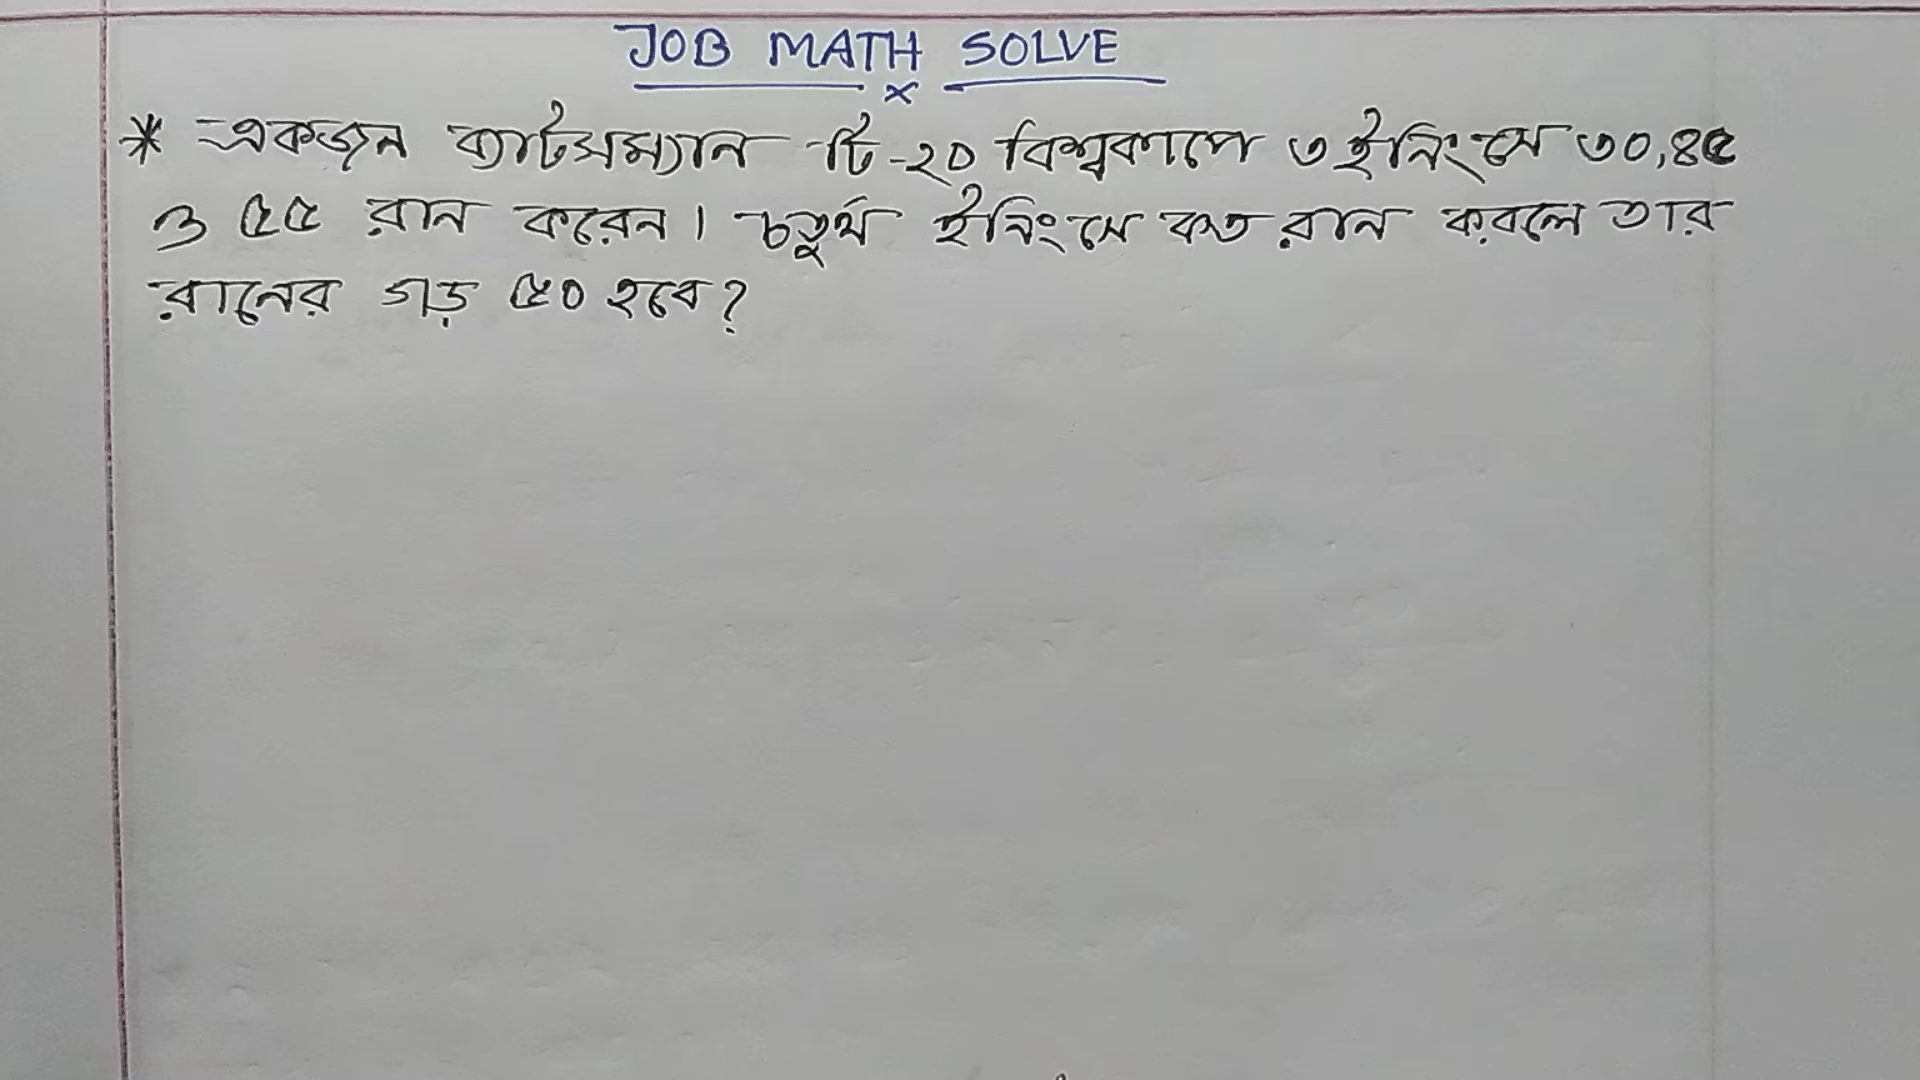 JOB MATH SOLVE
x
* একজন ব্যাটসম্যান টি-২০ বিশ্বকাপে ৩ ইনিংসে ৩০,৪৫
ও ৫৫ রান করেন। চতুর্থ ইনিংসে কত রান করলে তার
রানের গড় ৫০ হবে?